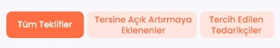 Tüm Teklifler
Tersine Açık Artırmaya
Eklenenler
Tercih Edilen
Tedarikçiler